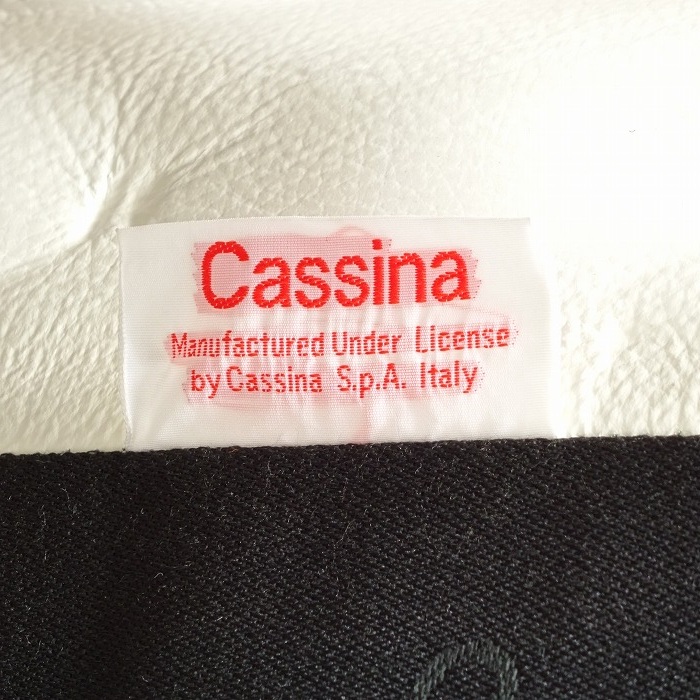 Cassina
Manufactured Under License
by Cassina S.p.A. Italy